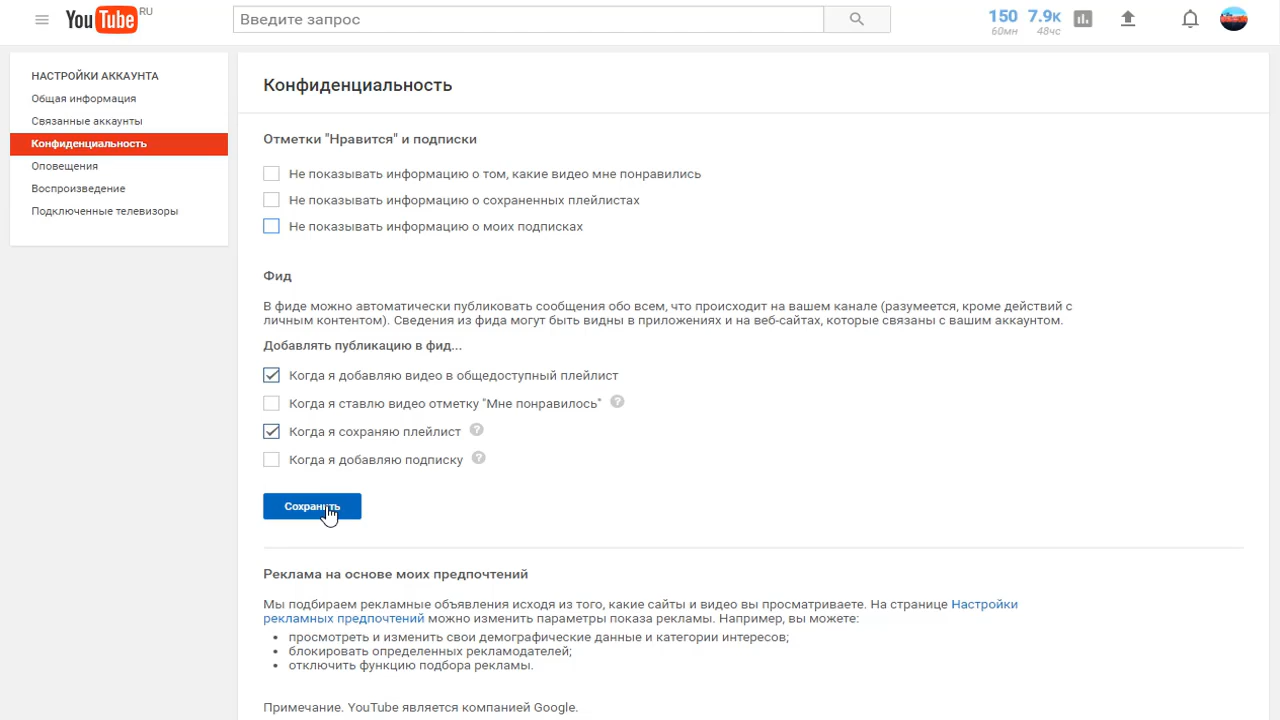 YouTube RU
Введите запрос
150 7.9к
60мн 48чс
НАСТРОЙКИ АККАУНТА
Общая информация
Связанные аккаунты
Конфиденциальность
Оповещения
Воспроизведение
Подключенные телевизоры
Конфиденциальность
Отметки "Нравится" и подписки
Не показывать информацию о том, какие видео мне понравились
Не показывать информацию о сохраненных плейлистах
Не показывать информацию о моих подписках
Фид
В фиде можно автоматически публиковать сообщения обо всем, что происходит на вашем канале (разумеется, кроме действий с
личным контентом). Сведения из фида могут быть видны в приложениях и на веб-сайтах, которые связаны с вашим аккаунтом.
Добавлять публикацию в фид...
Когда я добавляю видео в общедоступный плейлист
Когда я ставлю видео отметку "Мне понравилось" ?
Когда я сохраняю плейлист ?
Когда я добавляю подписку ?
Сохранить
Реклама на основе моих предпочтений
Мы подбираем рекламные объявления исходя из того, какие сайты и видео вы просматриваете. На странице Настройки
рекламных предпочтений можно изменить параметры показа рекламы. Например, вы можете:
• просмотреть и изменить свои демографические данные и категории интересов;
• блокировать определенных рекламодателей;
• отключить функцию подбора рекламы.
Примечание. YouTube является компанией Google.